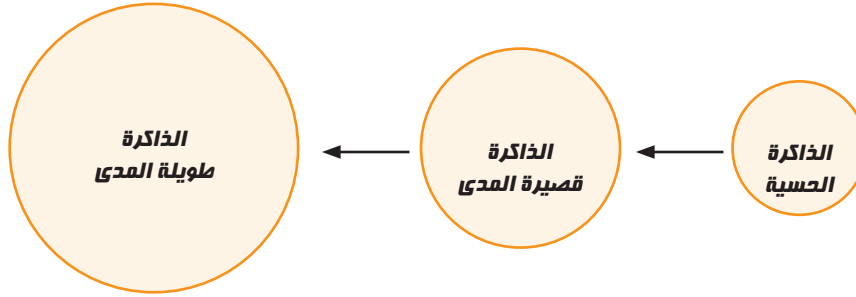 الذاكرة
الحسية
الذاكرة
قصيرة المدى
الذاكرة
طويلة المدى